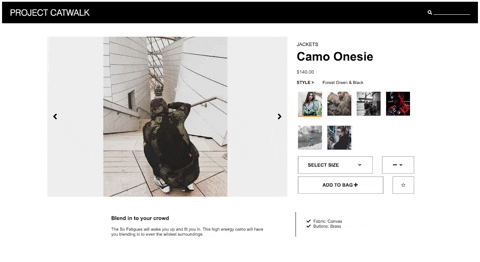 PROJECT CATWALK
JACKETS
Camo Onesie
$140.00
STYLE > Forest Green & Black
SELECT SIZE
ADD TO BAG
Blend in to your crowd
The So Fatigues will wake you up and fit you in. This high energy camo will have
you blending in to even the wildest surroundings.
Fabric: Canvas
Buttons: Brass